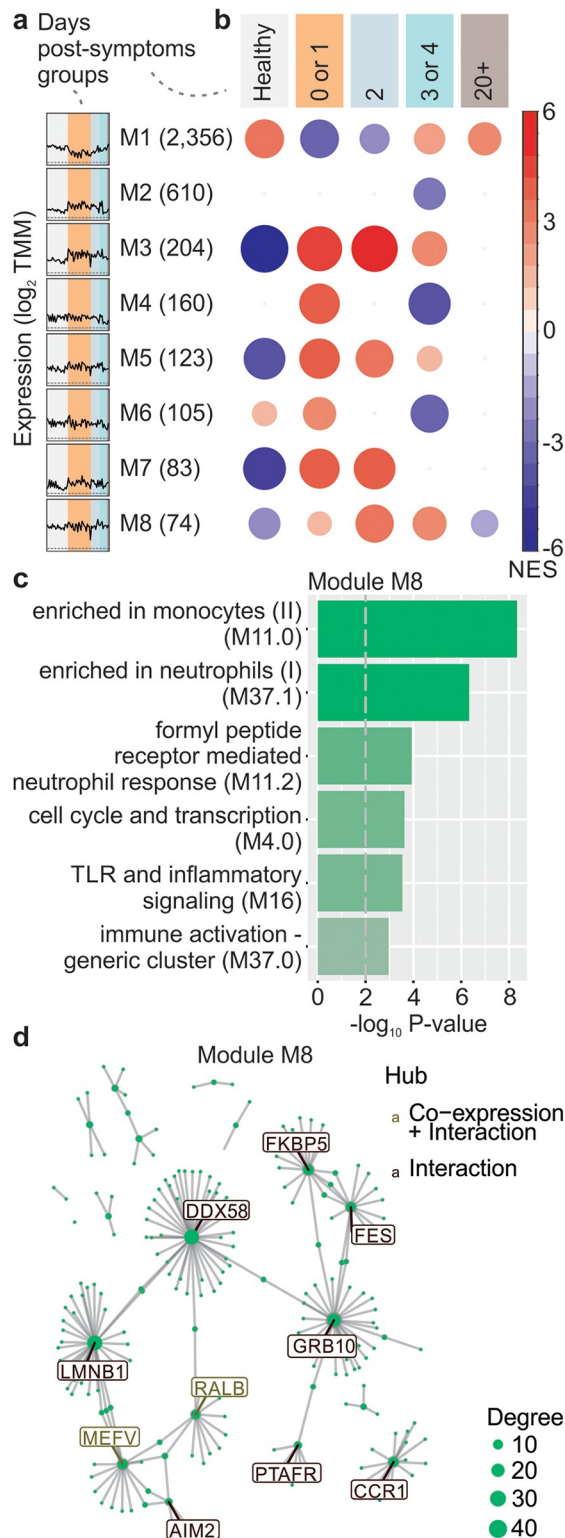 a Days
post-symptoms
groups
b
Healthy
0 or 1
2
3 or 4
20+
Expression (log2 TMM)
M1 (2,356)
M2 (610)
M3 (204)
M4 (160)
M5 (123)
M6 (105)
M7 (83)
M8 (74)
6
3
0
-3
-6
NES
c
Module M8
enriched in monocytes (II)
(M11.0)
enriched in neutrophils (I)
(M37.1)
formyl peptide
receptor mediated
neutrophil response (M11.2)
cell cycle and transcription
(M4.0)
TLR and inflammatory
signaling (M16)
immune activation -
generic cluster (M37.0)
0 2 4 6 8
-log10 P-value
d
Module M8
Hub
a Co−expression
+ Interaction
a Interaction
FKBP5
DDX58
FES
GRB10
LMNB1
RALB
MEFV
PTAFR
CCR1
AIM2
Degree
10
20
30
40